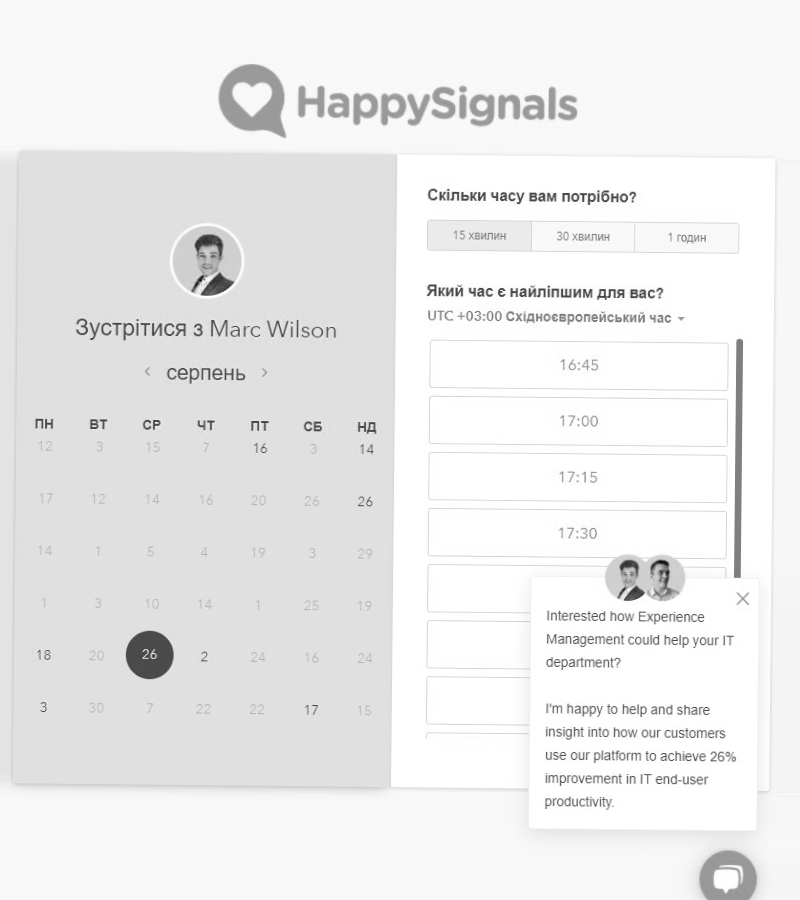 HappySignals
Зустрітися з Marc Wilson
серпень
ПН ВТ СР ЧТ ПТ СБ НД
12 3 15 7 16 3 14
17 12 14 16 20 26 26
14 1 5 4 19 3 29
1 3 10 14 1 25 19
18 20 26 2 24 16 24
3 30 7 22 22 17 15
Скільки часу вам потрібно?
15 хвилин 30 хвилин 1 годин
Який час є найліпшим для вас?
UTC +03:00 Східноєвропейський час
16:45
17:00
17:15
17:30
Interested how Experience
Management could help your IT
department?
I'm happy to help and share
insight into how our customers
use our platform to achieve 26%
improvement in IT end-user
productivity.